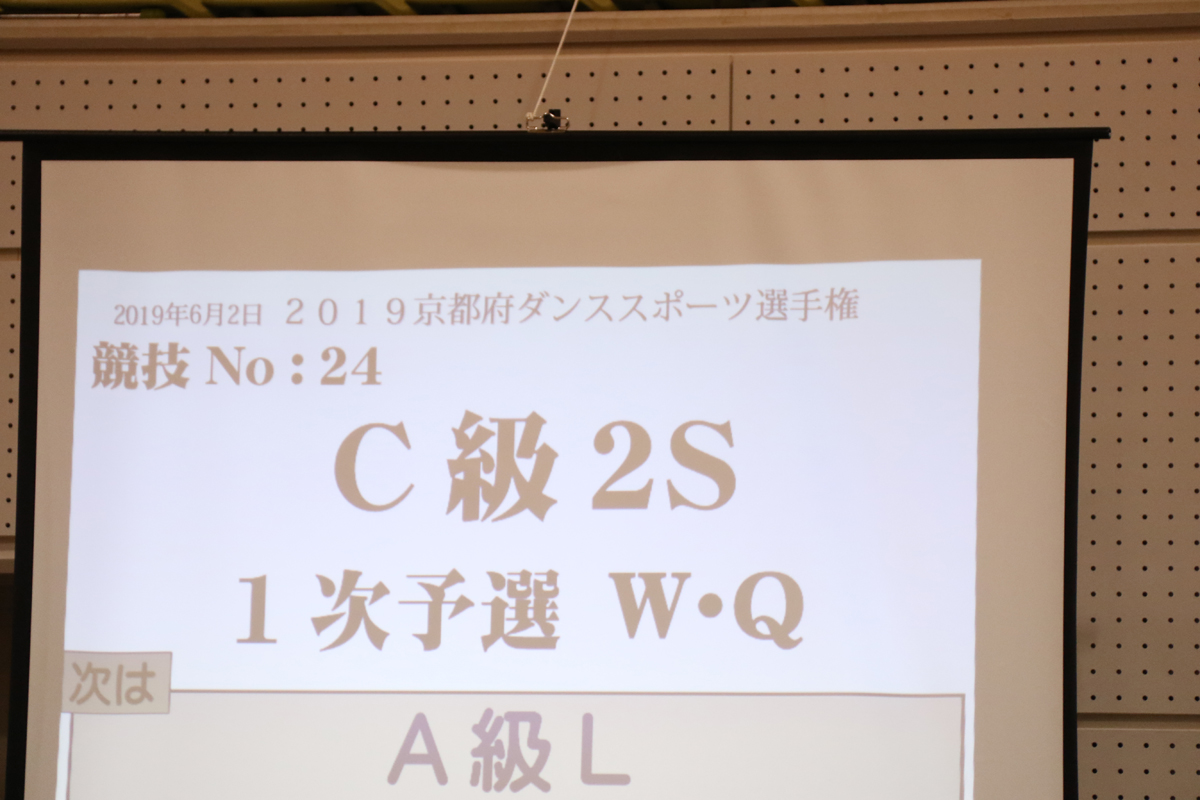 2019年6月2日 ２０１９京都府ダンススポーツ選手権
競技 No：24
C 級 2S
１次予選 W・Q
次は
A 級 L